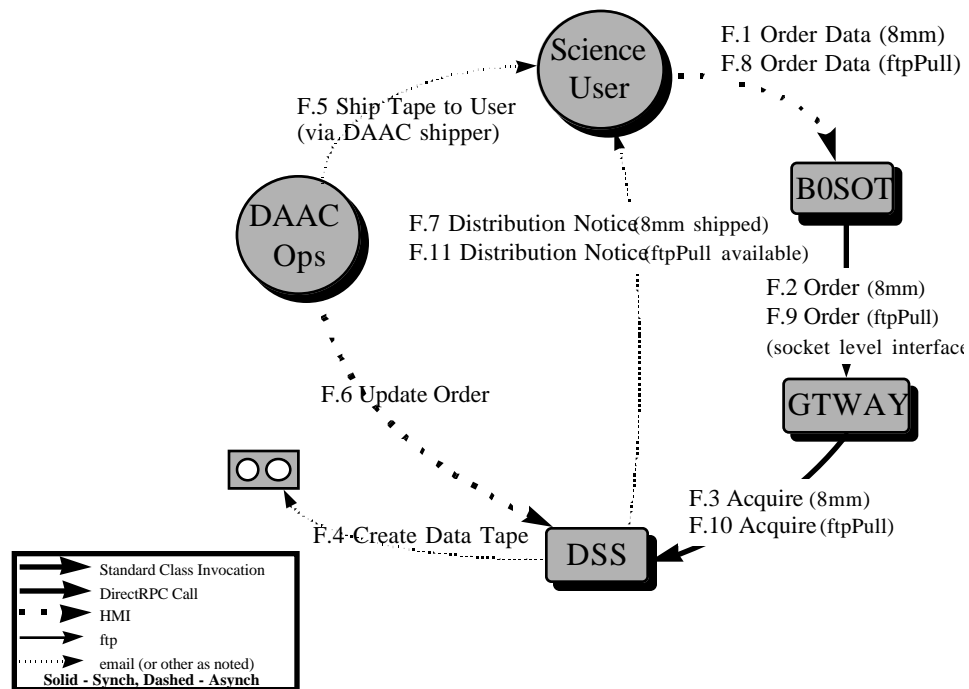 F.1 Order Data (8mm)
F.8 Order Data (ftpPull)
Science
User
F.5 Ship Tape to User
(via DAAC shipper)
B0SOT
DAAC
Ops
F.7 Distribution Notice (8mm shipped)
F.11 Distribution Notice (ftpPull available)
F.2 Order (8mm)
F.9 Order (ftpPull)
(socket level interface
F.6 Update Order
GTWAY
F.3 Acquire (8mm)
F.10 Acquire (ftpPull)
F.4 Create Data Tape
DSS
Standard Class Invocation
DirectRPC Call
HMI
ftp
email (or other as noted)
Solid - Synch, Dashed - Asynch